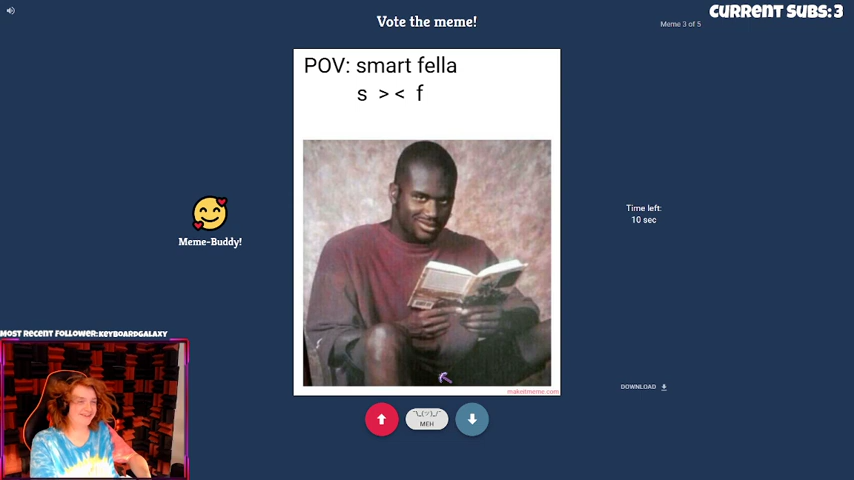 Vote the meme!
CURRENT SUBS: 3
Meme 3 of 5
POV: smart fella
s > < f
Time left:
10 sec
Meme-Buddy!
MOST RECENT FOLLOWER: KEYBOARDGALAXY
DOWNLOAD
makeitmeme.com
¯\_(ツ)_/¯
MEH